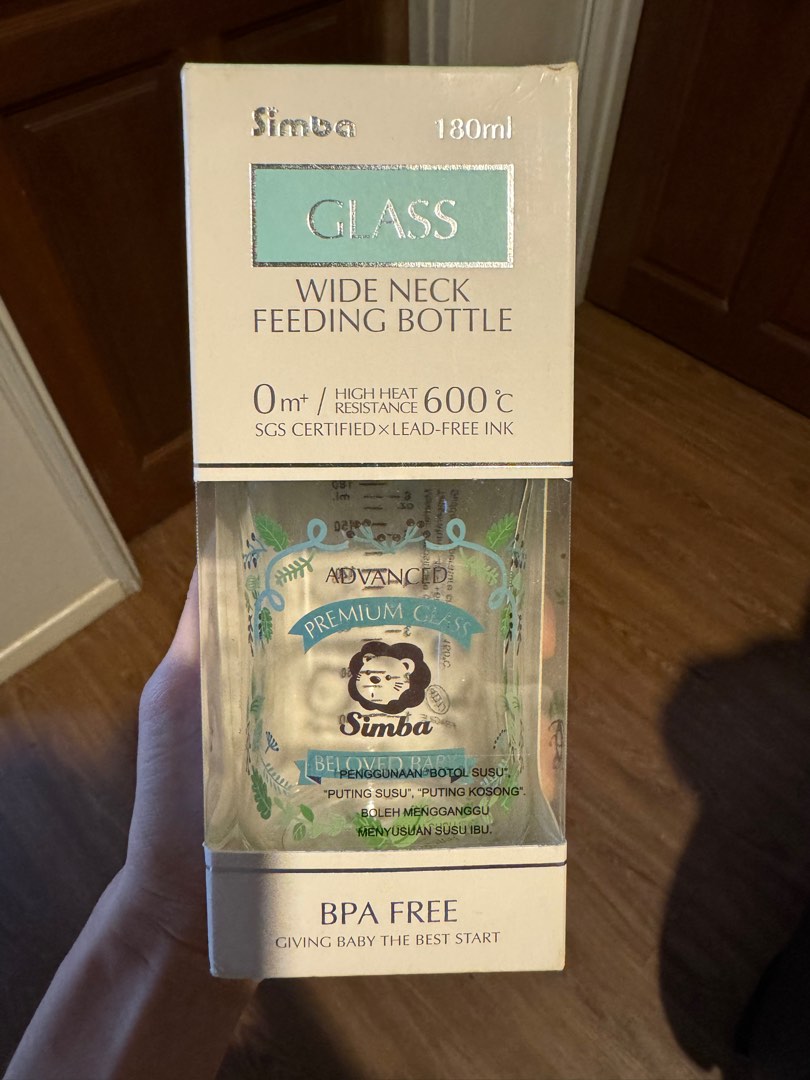 Simba 180ml
GLASS
WIDE NECK
FEEDING BOTTLE
0m+ / HIGH HEAT RESISTANCE 600°C
SGS CERTIFIED×LEAD-FREE INK
ADVANCED
PREMIUM GLASS
Simba
BELOVED BABY
PENGGUNAAN "BOTOL SUSU",
"PUTING SUSU", "PUTING KOSONG".
BOLEH MENGGANGGU
MENYUSUAN SUSU IBU.
BPA FREE
GIVING BABY THE BEST START